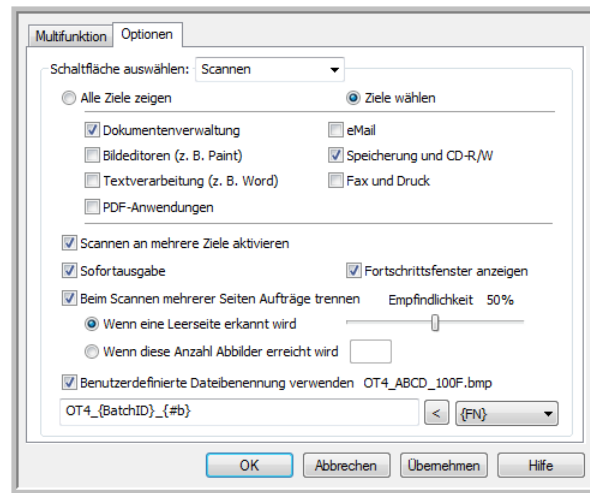 Multifunktion Optionen
Schaltfläche auswählen: Scannen
Alle Ziele zeigen Ziele wählen
Dokumentenverwaltung eMail
Bildeditoren (z. B. Paint) Speicherung und CD-R/W
Textverarbeitung (z. B. Word) Fax und Druck
PDF-Anwendungen
Scannen an mehrere Ziele aktivieren
Sofortausgabe Fortschrittsfenster anzeigen
Beim Scannen mehrerer Seiten Aufträge trennen Empfindlichkeit 50%
Wenn eine Leerseite erkannt wird
Wenn diese Anzahl Abbilder erreicht wird
Benutzerdefinierte Dateibenennung verwenden OT4_ABCD_100F.bmp
OT4_{BatchID}_{#b} < {FN}
OK Abbrechen Übernehmen Hilfe